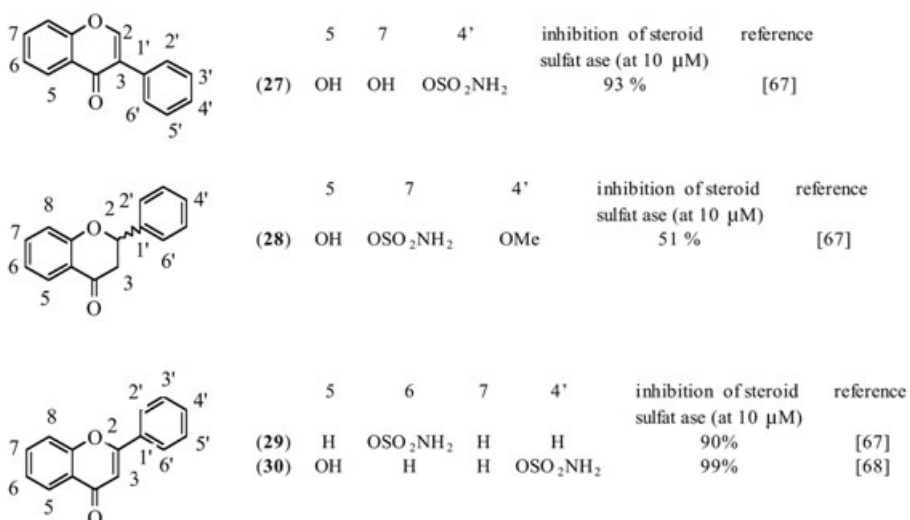 5 7 4' inhibition of steroid reference
sulfat ase (at 10 μM)
(27) OH OH OSO2NH2 93 % [67]
O
7 2
1' 2'
6 3 3'
5 O 4'
6'
5'
5 7 4' inhibition of steroid reference
sulfat ase (at 10 μM)
(28) OH OSO2NH2 OMe 51 % [67]
2' 4'
8 2
O
7 1'
6 6'
5 3
O
5 6 7 4' inhibition of steroid reference
sulfat ase (at 10 μM)
(29) H OSO2NH2 H H 90% [67]
(30) OH H H OSO2NH2 99% [68]
3'
2' 4'
8 2
O 5'
7 1' 6'
6 3
5
O